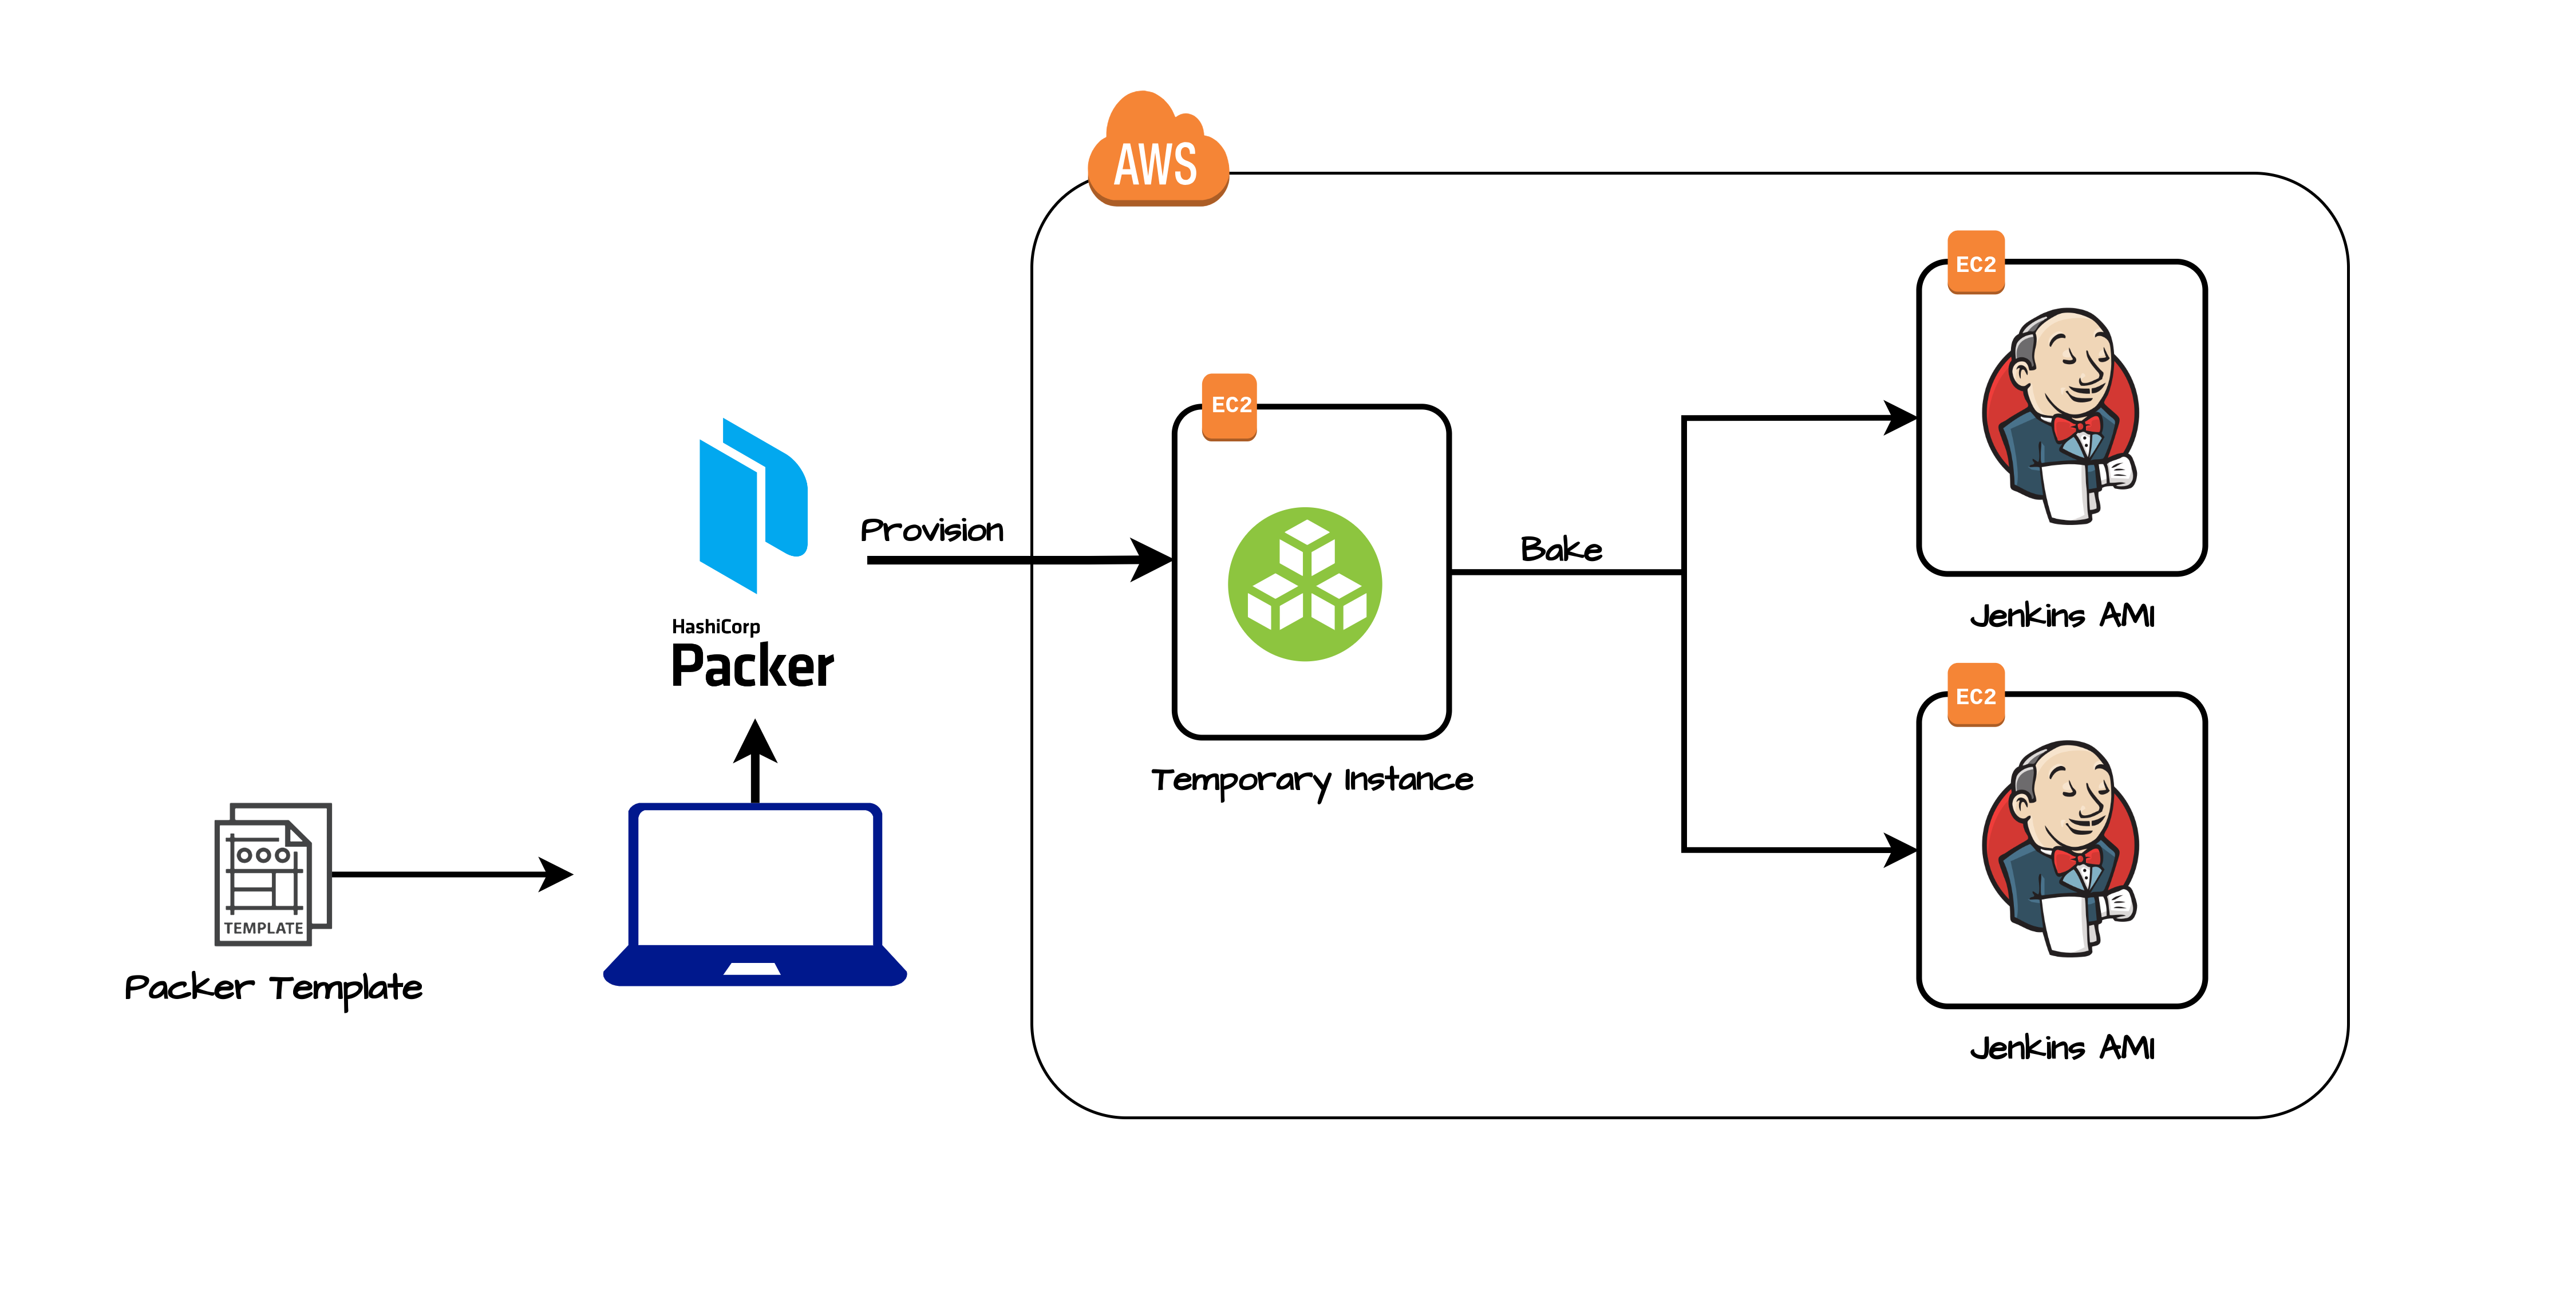 AWS
EC2
EC2
Provision
Bake
HashiCorp
Packer
Jenkins AMI
EC2
Temporary Instance
TEMPLATE
Packer Template
Jenkins AMI